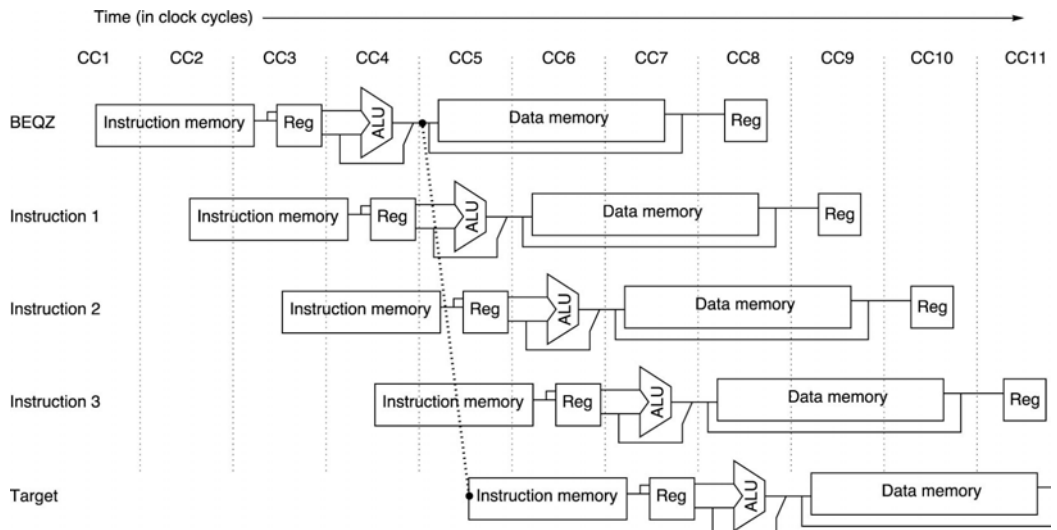 Time (in clock cycles)
CC1 CC2 CC3 CC4 CC5 CC6 CC7 CC8 CC9 CC10 CC11
BEQZ Instruction memory Reg ALU Data memory Reg
Instruction 1 Instruction memory Reg ALU Data memory Reg
Instruction 2 Instruction memory Reg ALU Data memory Reg
Instruction 3 Instruction memory Reg ALU Data memory Reg
Target Instruction memory Reg ALU Data memory